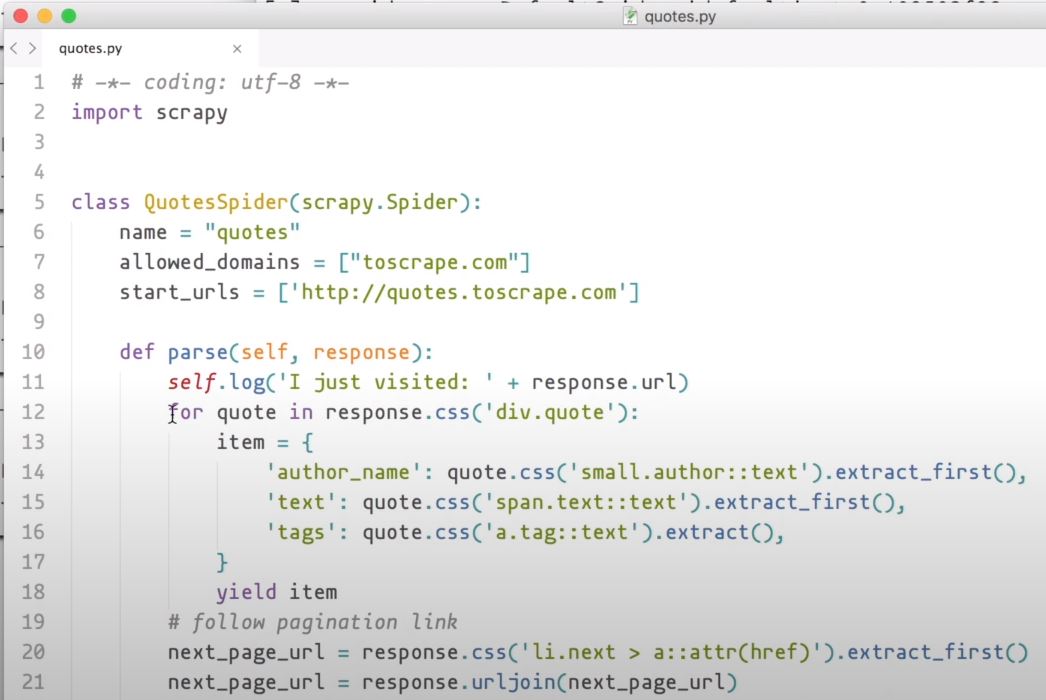 quotes.py
quotes.py ×
1 # -*- coding: utf-8 -*-
2 import scrapy
3
4
5 class QuotesSpider(scrapy.Spider):
6     name = "quotes"
7     allowed_domains = ["toscrape.com"]
8     start_urls = ['http://quotes.toscrape.com']
9
10     def parse(self, response):
11         self.log('I just visited: ' + response.url)
12         for quote in response.css('div.quote'):
13             item = {
14                 'author_name': quote.css('small.author::text').extract_first(),
15                 'text': quote.css('span.text::text').extract_first(),
16                 'tags': quote.css('a.tag::text').extract(),
17             }
18             yield item
19         # follow pagination link
20         next_page_url = response.css('li.next > a::attr(href)').extract_first()
21         next_page_url = response.urljoin(next_page_url)